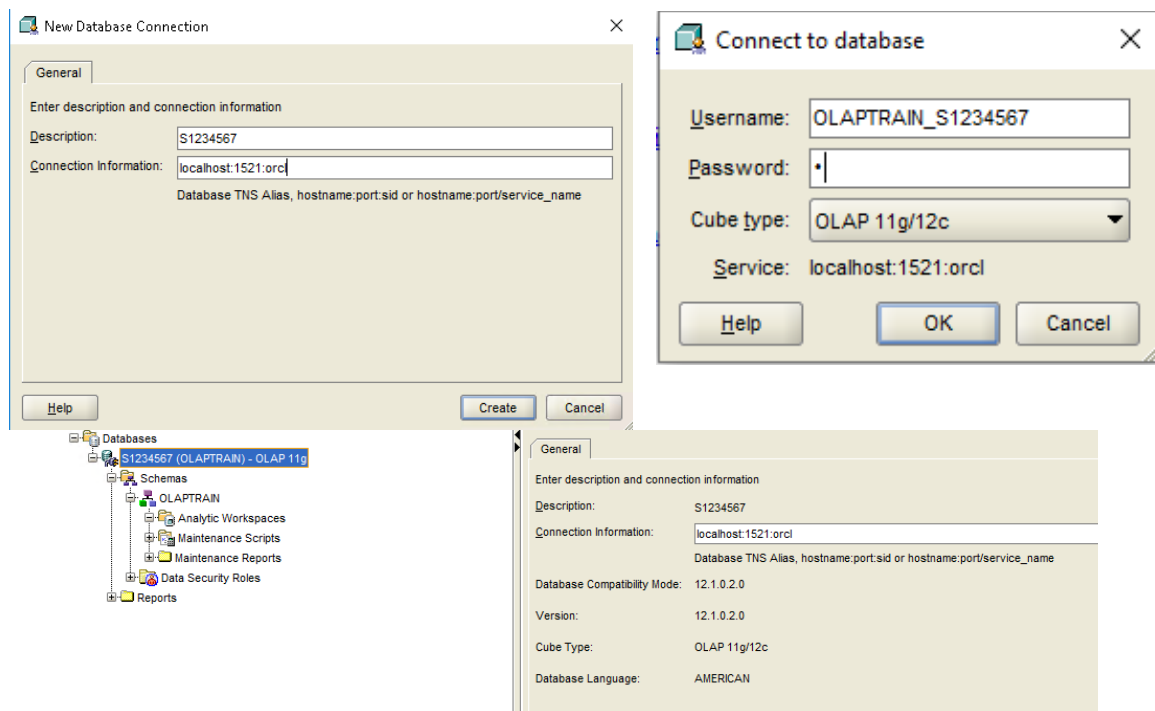 New Database Connection
General
Enter description and connection information
Description: S1234567
Connection Information: localhost:1521:orcl
Database TNS Alias, hostname:port:sid or hostname:port/service_name
Help Create Cancel
Connect to database
Username: OLAPTRAIN_S1234567
Password: •
Cube type: OLAP 11g/12c
Service: localhost:1521:orcl
Help OK Cancel
Databases
S1234567 (OLAPTRAIN) - OLAP 11g
Schemas
OLAPTRAIN
Analytic Workspaces
Maintenance Scripts
Maintenance Reports
Data Security Roles
Reports
General
Enter description and connection information
Description: S1234567
Connection Information: localhost:1521:orcl
Database TNS Alias, hostname:port:sid or hostname:port/service_name
Database Compatibility Mode: 12.1.0.2.0
Version: 12.1.0.2.0
Cube Type: OLAP 11g/12c
Database Language: AMERICAN